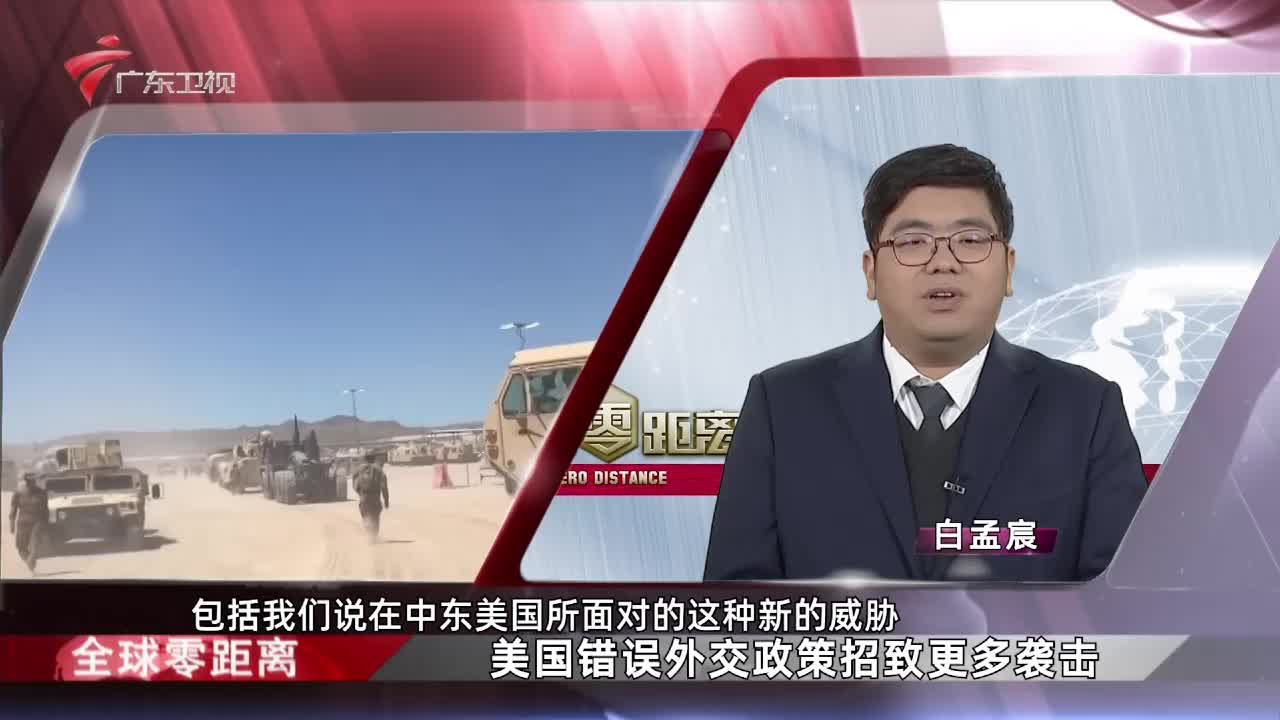 广东卫视
零距离
ERO DISTANCE
白孟宸
包括我们说在中东美国所面对的这种新的威胁
全球零距离
美国错误外交政策招致更多袭击